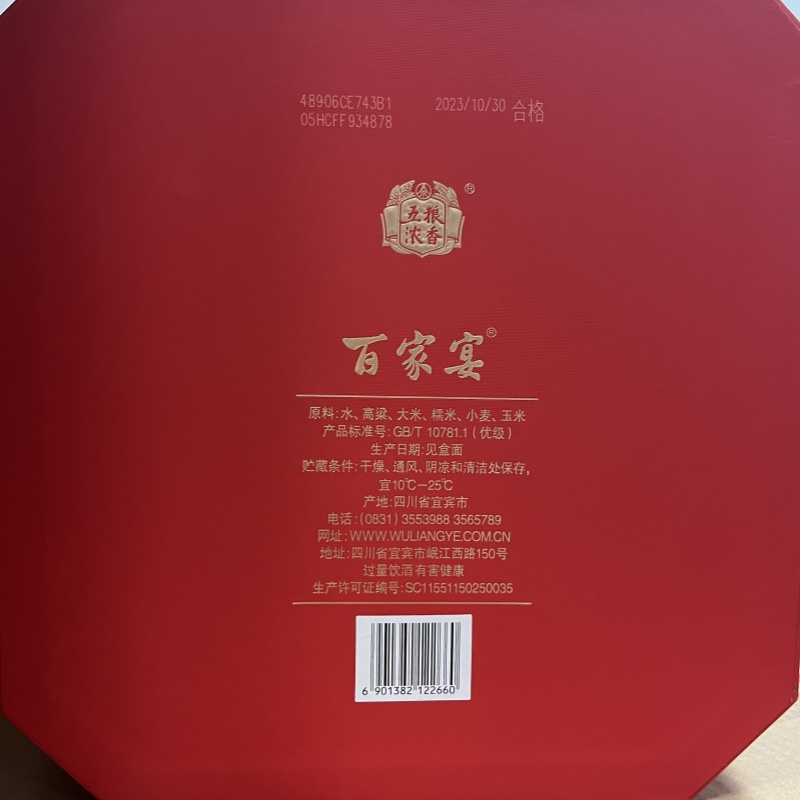 48906CE743B1 2023/10/30 合格
05HCFF934878
五粮
浓香
®
百家宴®
原料:水、高粱、大米、糯米、小麦、玉米
产品标准号:GB/T 10781.1(优级)
生产日期:见盒面
贮藏条件:干燥、通风、阴凉和清洁处保存,
宜10℃—25℃
产地:四川省宜宾市
电话:(0831) 3553988 3565789
网址:WWW.WULIANGYE.COM.CN
地址:四川省宜宾市岷江西路150号
过量饮酒有害健康
生产许可证编号:SC11551150250035
6 901382 122660